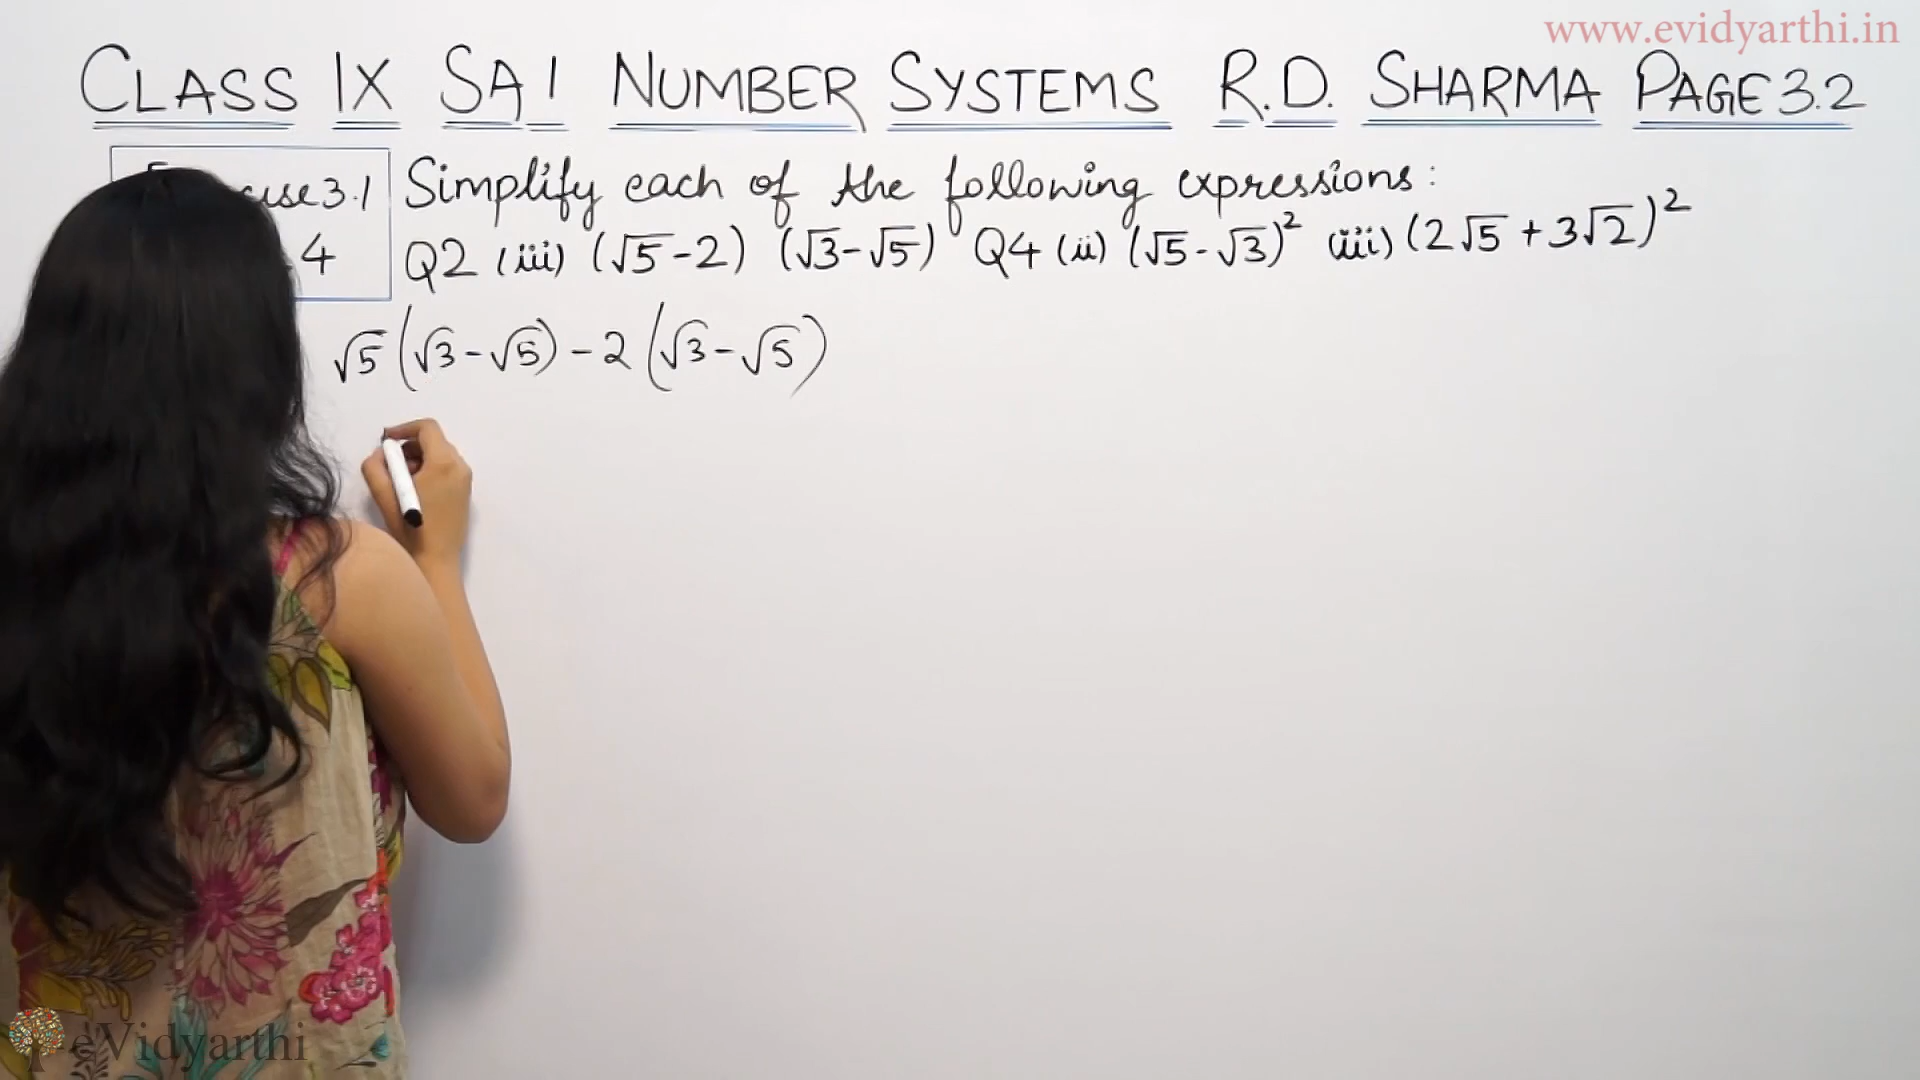 www.evidyarthi.in
CLASS IX SA 1 NUMBER SYSTEMS R.D. SHARMA PAGE 3.2
3.1 Simplify each of the following expressions:
4 Q2 (iii) (√5-2) (√3-√5) Q4 (ii) (√5-√3)² (iii) (2√5+3√2)²
√5(√3-√5)-2(√3-√5)
eVidyarthi